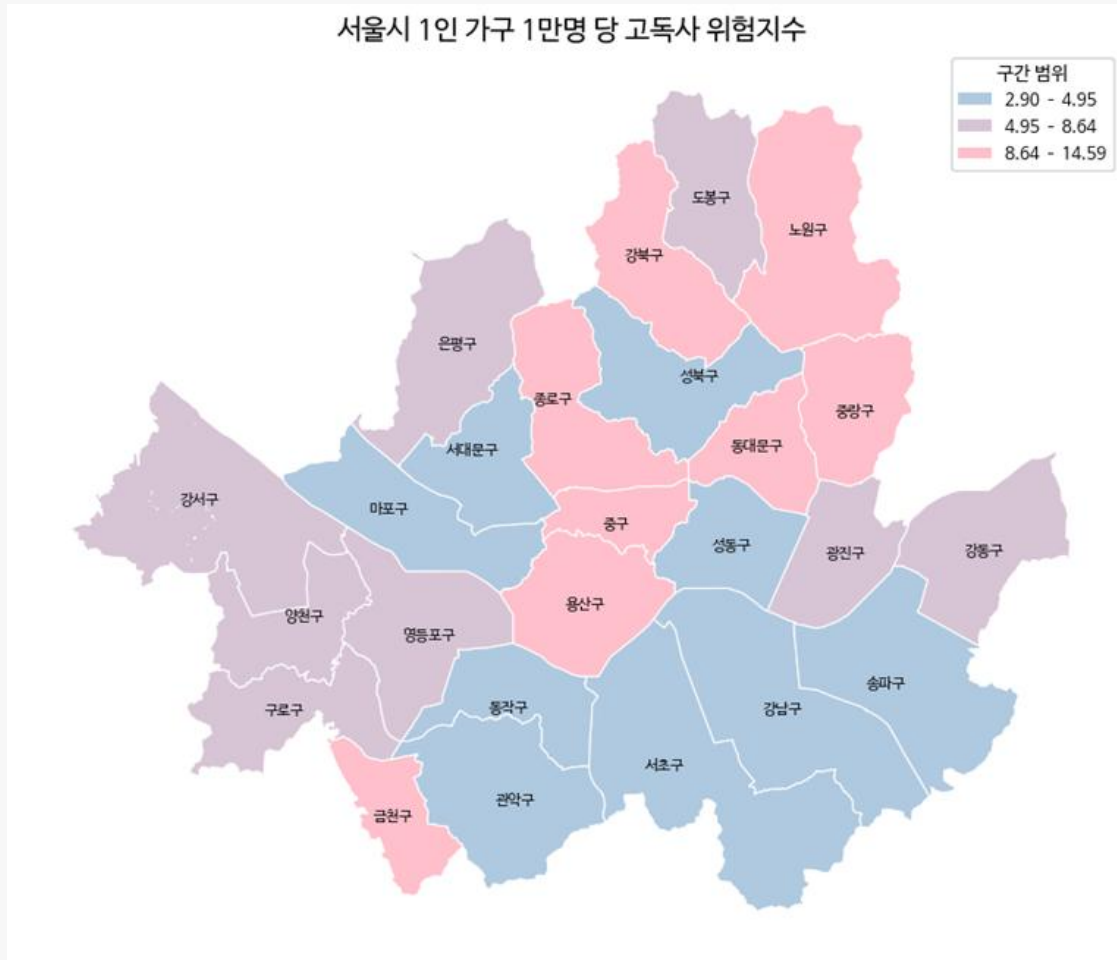 서울시 1인 가구 1만명 당 고독사 위험지수
구간 범위
2.90 - 4.95
4.95 - 8.64
8.64 - 14.59
도봉구
노원구
강북구
은평구
성북구
종로구
중랑구
서대문구
동대문구
강서구
마포구
중구
성동구
광진구
강동구
용산구
양천구
영등포구
송파구
구로구
동작구
강남구
서초구
관악구
금천구